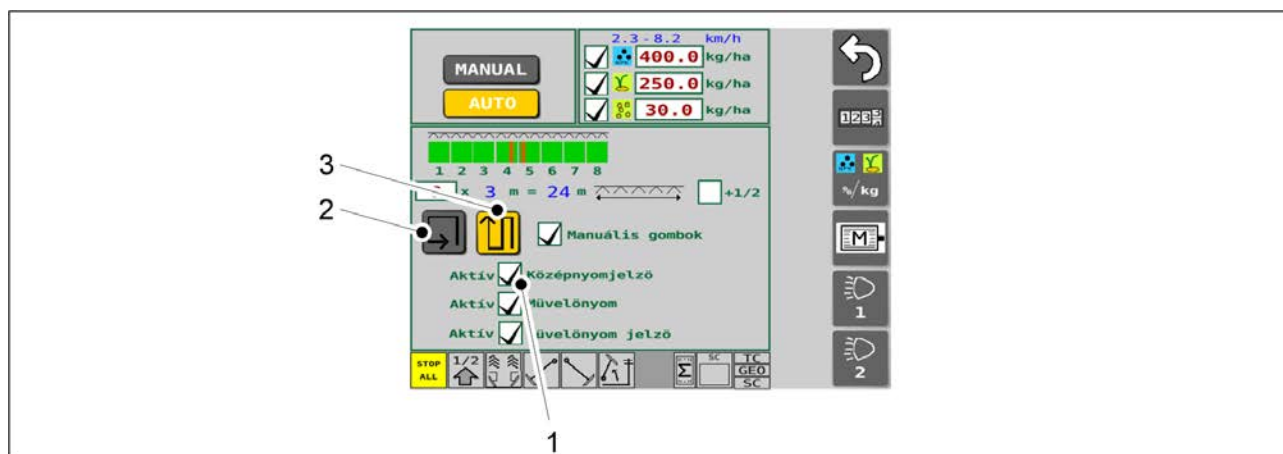 2.3 - 8.2 km/h
400.0 kg/ha
MANUAL
250.0 kg/ha
AUTO
30.0 kg/ha
123
1 2 3 4 5 6 7 8
3
x 3 m = 24 m +1/2
%/kg
2
Manuális gombok
M
Aktív Középnyomjelzö
Aktív Müvelönyom
Aktív jelzö
1
STOP ALL
1/2
Σ
SC
TC
GEO
SC
2
1